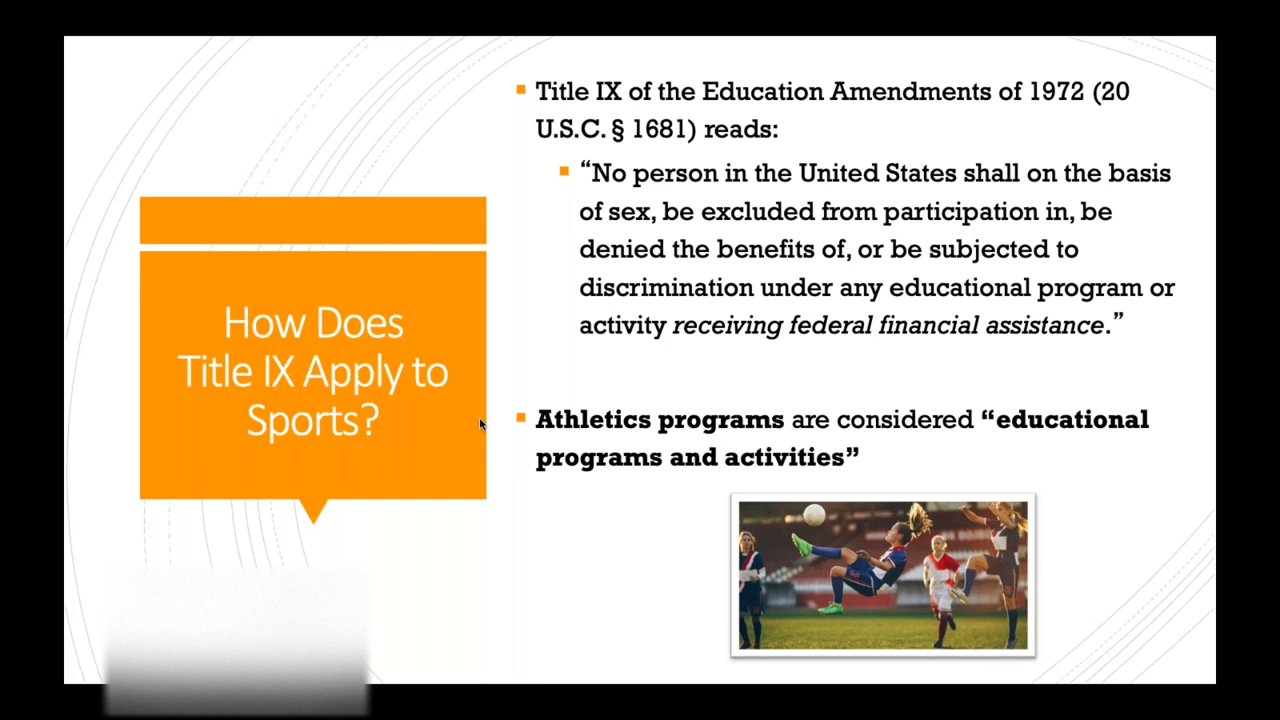 How Does
Title IX Apply to
Sports?
Title IX of the Education Amendments of 1972 (20
U.S.C. § 1681) reads:
“No person in the United States shall on the basis
of sex, be excluded from participation in, be
denied the benefits of, or be subjected to
discrimination under any educational program or
activity receiving federal financial assistance.”
Athletics programs are considered “educational
programs and activities”